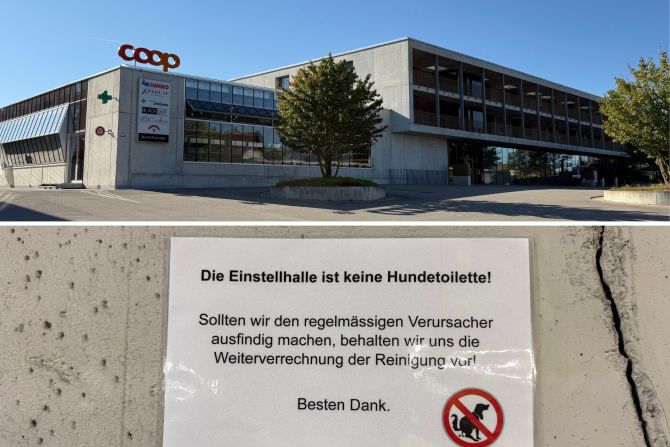 coop
JUMBO
Die Einstellhalle ist keine Hundetoilette!
Sollten wir den regelmässigen Verursacher
ausfindig machen, behalten wir uns die
Weiterverrechnung der Reinigung vor!
Besten Dank.